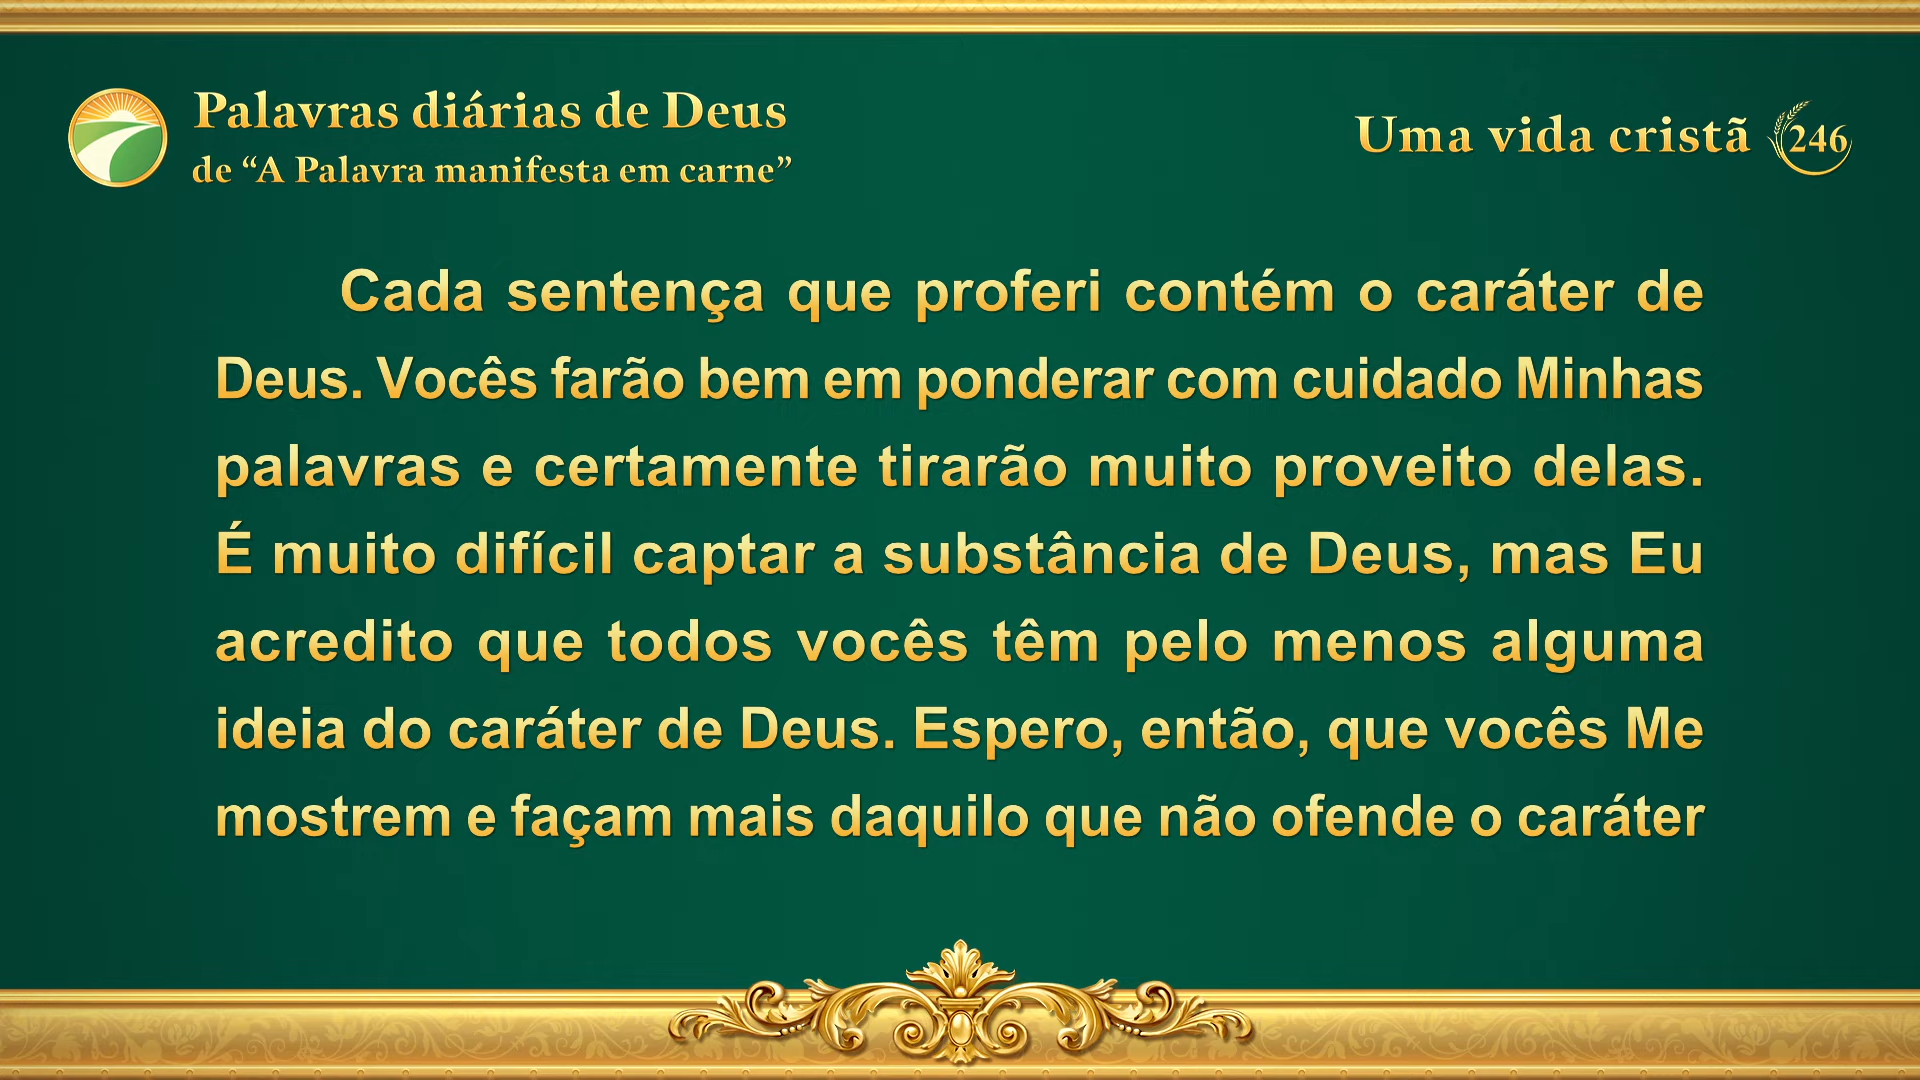 Palavras diárias de Deus
de “A Palavra manifesta em carne”
Uma vida cristã 246
Cada sentença que proferi contém o caráter de
Deus. Vocês farão bem em ponderar com cuidado Minhas
palavras e certamente tirarão muito proveito delas.
É muito difícil captar a substância de Deus, mas Eu
acredito que todos vocês têm pelo menos alguma
ideia do caráter de Deus. Espero, então, que vocês Me
mostrem e façam mais daquilo que não ofende o caráter